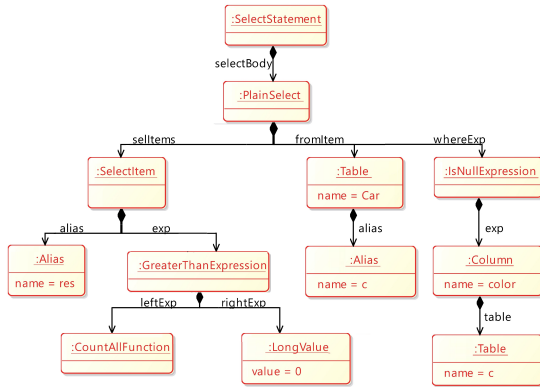 :SelectStatement
selectBody
:PlainSelect
selItems fromItem whereExp
:SelectItem :Table :IsNullExpression
name = Car
alias exp alias exp
:Alias :GreaterThanExpression :Alias :Column
name = res name = c name = color
leftExp rightExp table
:CountAllFunction :LongValue :Table
value = 0 name = c